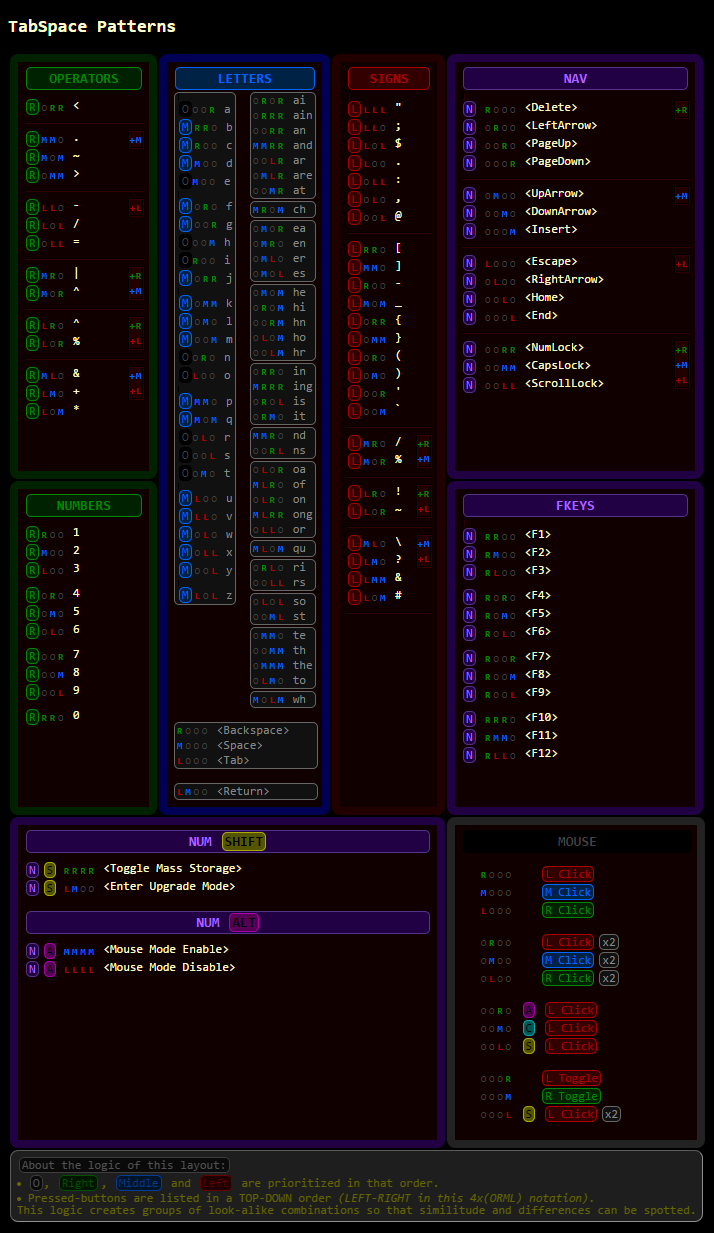 TabSpace Patterns
OPERATORS
R ORR <
R MMO . +M
R MOM ~
R OMM >
R LLO - +L
R LOL /
R OLL =
R MRO | +R
R MOR ^ +M
R LRO ^ +R
R LOR % +L
R MLO & +M
R LMO + +L
R LOM *
LETTERS
O OOR a
M RRO b
M ROO c
M MOO d
O MOO e
M ORO f
M OOR g
O OOM h
O ROO i
M ORR j
M OMM k
M OMO l
M OOM m
O ORO n
O LOO o
M MMO p
M MOM q
O OLO r
O OOL s
O OMO t
M LOO u
M LLO v
M OLO w
M OLL x
M OOL y
M LOL z
OROR ai
ORRR ain
OORR an
MMRR and
OOLR ar
OMLR are
OOMR at
MROM ch
OMOR ea
OMRO en
OMLO er
OMOL es
OMOM he
OROM hi
OORM hn
OLOM ho
OOLM hr
ORRO in
MRRR ing
OROL is
ORMO it
MMRO nd
OORL ns
OLOR oa
MLRO of
OLRO on
MLRR ong
OLLO or
MLOM qu
ORLO ri
OOLL rs
OLOL so
OOML st
OMMO te
OOMM th
OMMM the
OLMO to
MOLM wh
ROOO <Backspace>
MOOO <Space>
LOOO <Tab>
LMOO <Return>
SIGNS
L LLL "
L LLO ;
L LOL $
L LOO .
L OLL :
L OLO ,
L OOL @
L RRO [
L MMO ]
L ROO -
L MOM _
L ORR {
L OMM }
L ORO (
L OMO )
L OOR '
L OOM `
L MRO / +R
L MOR % +M
L LRO ! +R
L LOR ~ +L
L MLO \ +M
L LMO ? +L
L LMM &
L LOM #
NAV
N ROOO <Delete> +R
N OROO <LeftArrow>
N OORO <PageUp>
N OOOR <PageDown>
N OMOO <UpArrow> +M
N OOMO <DownArrow>
N OOOM <Insert>
N LOOO <Escape> +L
N OLOO <RightArrow>
N OOLO <Home>
N OOOL <End>
N OORR <NumLock> +R
N OOMM <CapsLock> +M
N OOLL <ScrollLock> +L
NUMBERS
R ROO 1
R MOO 2
R LOO 3
R ORO 4
R OMO 5
R OLO 6
R OOR 7
R OOM 8
R OOL 9
R RRO 0
FKEYS
N RROO <F1>
N RMOO <F2>
N RLOO <F3>
N RORO <F4>
N ROMO <F5>
N ROLO <F6>
N ROOR <F7>
N ROOM <F8>
N ROOL <F9>
N RRRO <F10>
N RMMO <F11>
N RLLO <F12>
NUM SHIFT
N S RRRR <Toggle Mass Storage>
N S LMOO <Enter Upgrade Mode>
NUM ALT
N A MMMM <Mouse Mode Enable>
N A LLLL <Mouse Mode Disable>
MOUSE
ROOO L Click
MOOO M Click
LOOO R Click
OROO L Click x2
OMOO M Click x2
OLOO R Click x2
OORO A L Click
OOMO C L Click
OOLO S L Click
OOOR L Toggle
OOOM R Toggle
OOOL S L Click x2
About the logic of this layout:
• O, Right, Middle and Left are prioritized in that order.
• Pressed-buttons are listed in a TOP-DOWN order (LEFT-RIGHT in this 4x(ORML) notation).
This logic creates groups of look-alike combinations so that similitude and differences can be spotted.